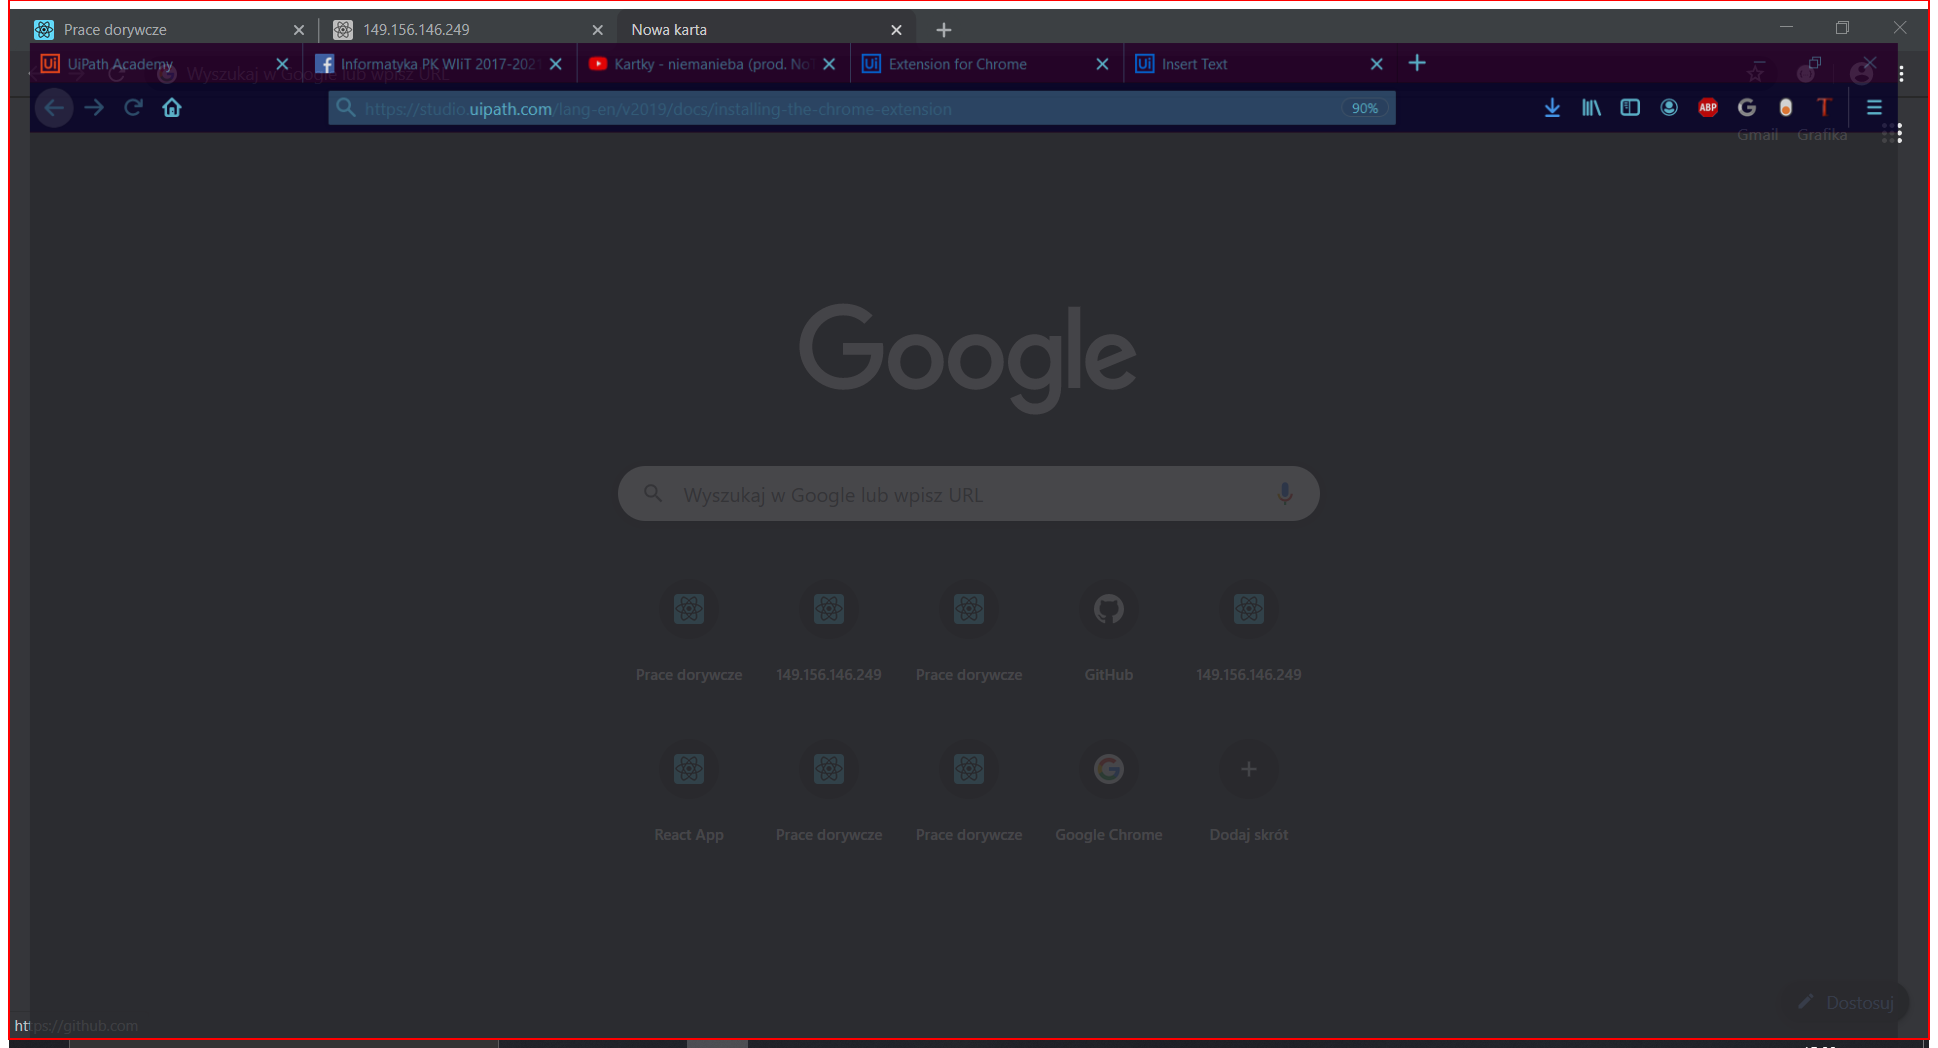 Prace dorywcze
149.156.146.249
Nowa karta
UiPath Academy
Informatyka PK WIiT 2017-2021
Kartky - niemanieba (prod. No
Extension for Chrome
Insert Text
Wyszukaj w Google lub wpisz URL
https://studio.uipath.com/lang-en/v2019/docs/installing-the-chrome-extension
90%
ABP
Gmail Grafika
Google
Wyszukaj w Google lub wpisz URL
Prace dorywcze
149.156.146.249
Prace dorywcze
GitHub
149.156.146.249
React App
Prace dorywcze
Prace dorywcze
Google Chrome
Dodaj skrót
Dostosuj
https://github.com